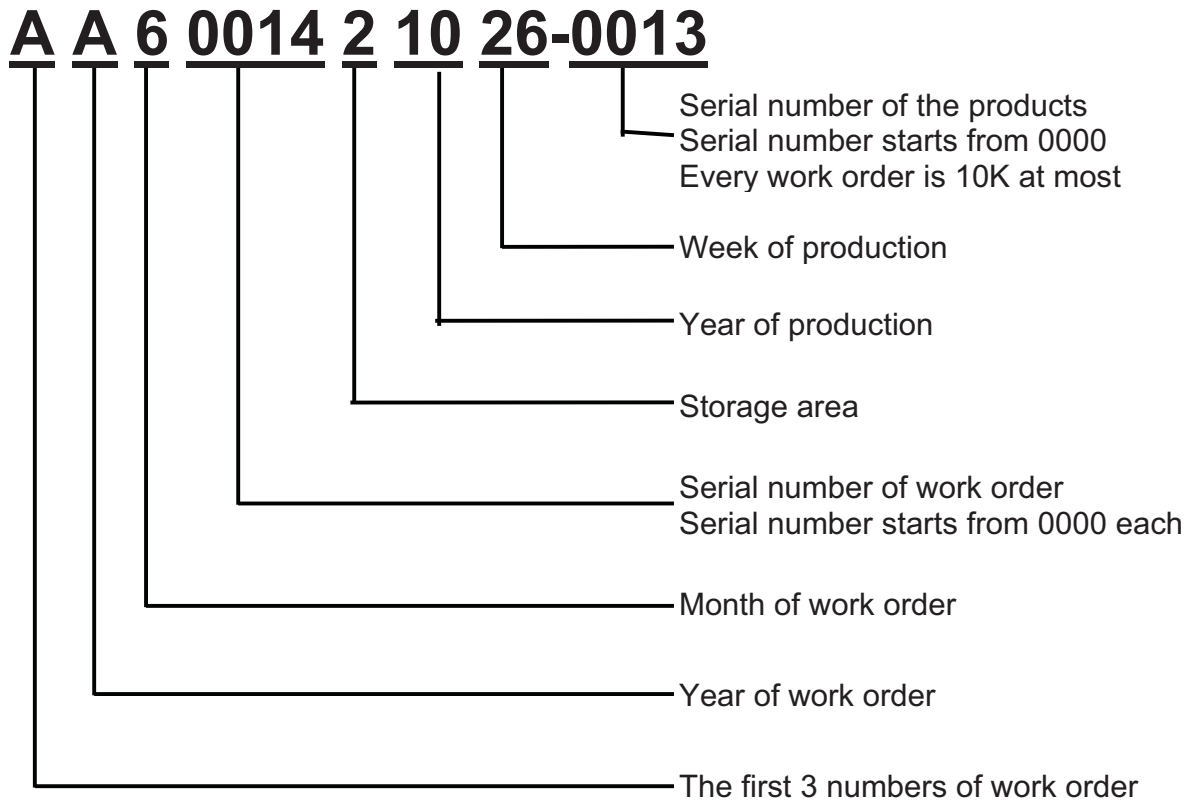 A A 6 0014 2 10 26-0013
Serial number of the products
Serial number starts from 0000
Every work order is 10K at most
Week of production
Year of production
Storage area
Serial number of work order
Serial number starts from 0000 each
Month of work order
Year of work order
The first 3 numbers of work order